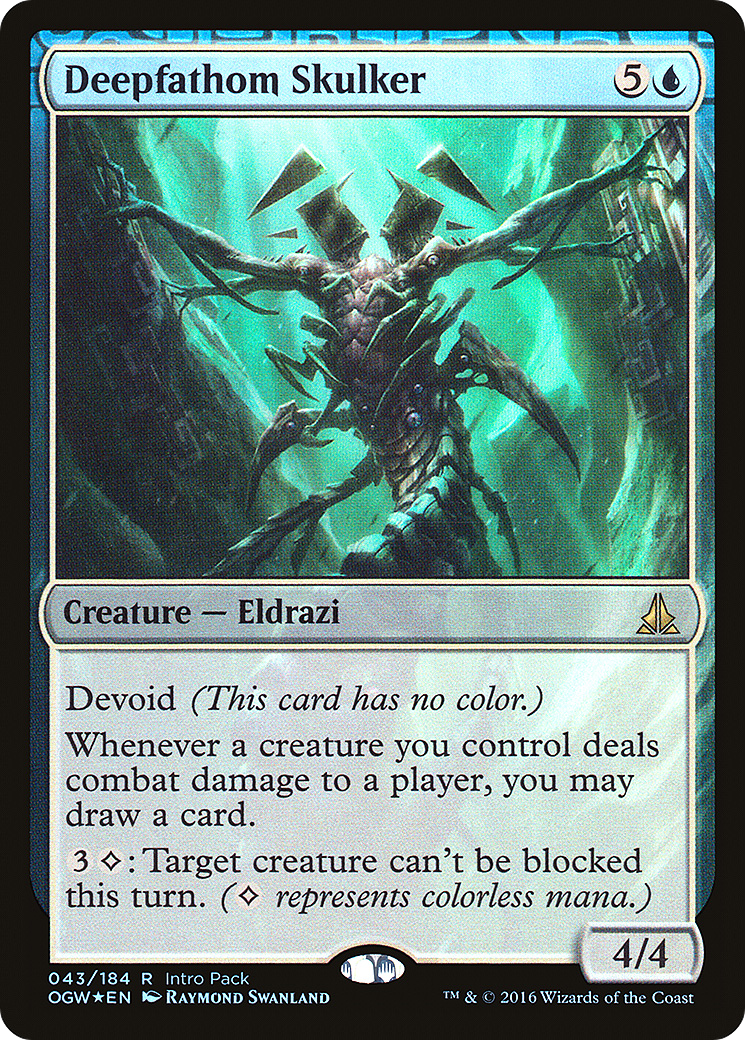 Deepfathom Skulker 5
Creature — Eldrazi
Devoid (This card has no color.)
Whenever a creature you control deals
combat damage to a player, you may
draw a card.
3 ◇: Target creature can't be blocked
this turn. (◇ represents colorless mana.)
4/4
043/184 R Intro Pack
OGW★EN Raymond Swanland
™ & © 2016 Wizards of the Coast